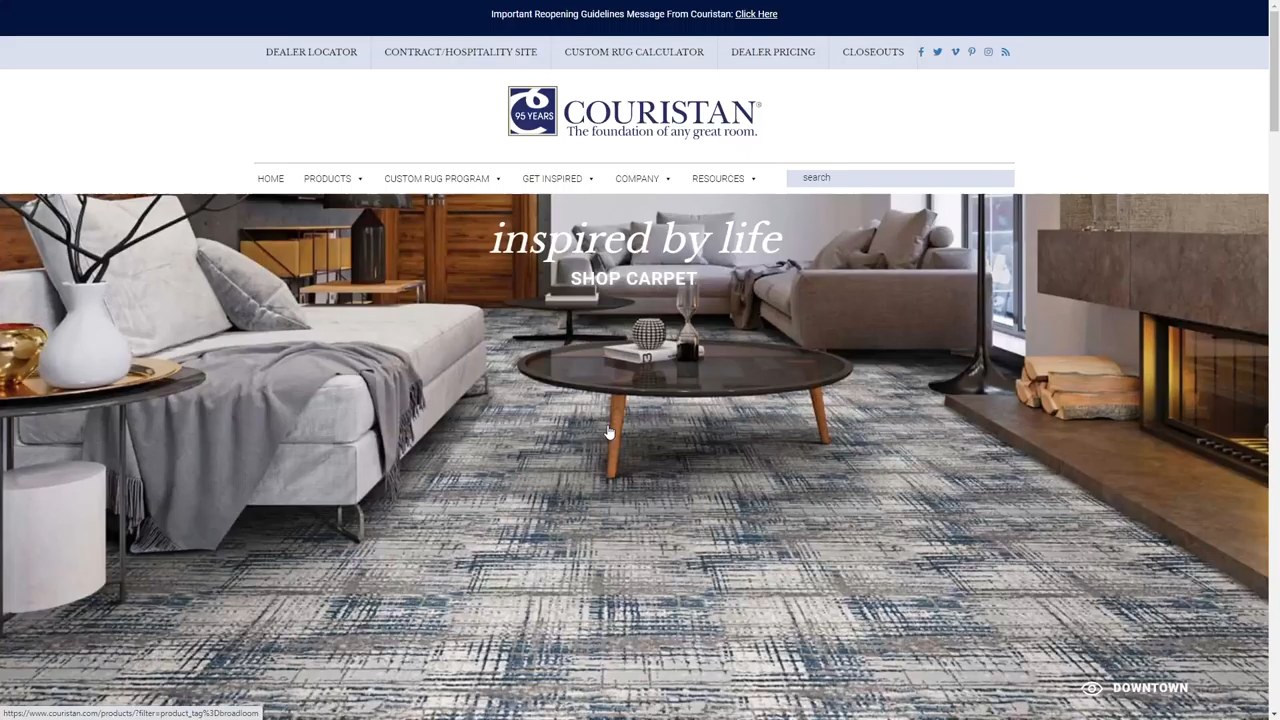 Important Reopening Guidelines Message From Couristan: Click Here
DEALER LOCATOR CONTRACT/HOSPITALITY SITE CUSTOM RUG CALCULATOR DEALER PRICING CLOSEOUTS
95 YEARS
COURISTAN®
The foundation of any great room.
HOME PRODUCTS CUSTOM RUG PROGRAM GET INSPIRED COMPANY RESOURCES search
inspired by life
SHOP CARPET
DOWNTOWN
https://www.couristan.com/products/?filter=product_tag%3Dbroadloom